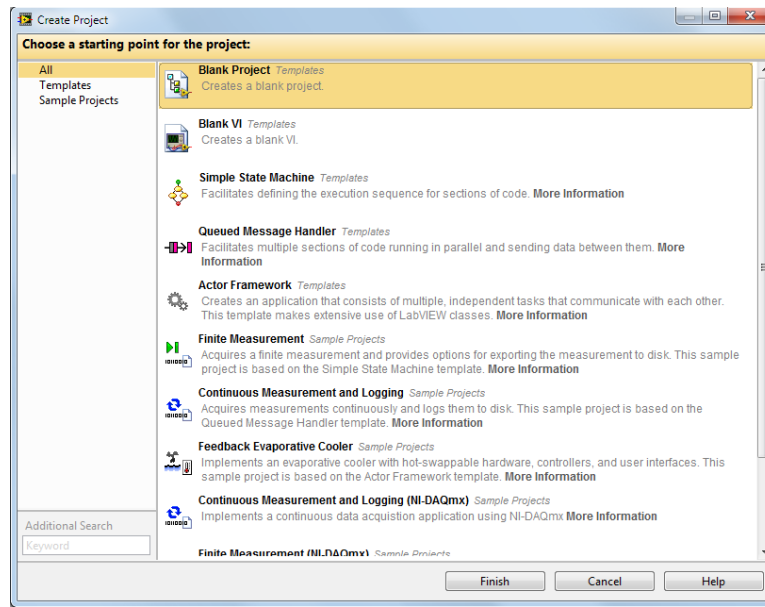 Create Project
Choose a starting point for the project:
All
Templates
Sample Projects
Blank Project Templates
Creates a blank project.
Blank VI Templates
Creates a blank VI.
Simple State Machine Templates
Facilitates defining the execution sequence for sections of code. More Information
Queued Message Handler Templates
Facilitates multiple sections of code running in parallel and sending data between them. More
Information
Actor Framework Templates
Creates an application that consists of multiple, independent tasks that communicate with each other.
This template makes extensive use of LabVIEW classes. More Information
Finite Measurement Sample Projects
Acquires a finite measurement and provides options for exporting the measurement to disk. This sample
project is based on the Simple State Machine template. More Information
Continuous Measurement and Logging Sample Projects
Acquires measurements continuously and logs them to disk. This sample project is based on the
Queued Message Handler template. More Information
Feedback Evaporative Cooler Sample Projects
Implements an evaporative cooler with hot-swappable hardware, controllers, and user interfaces. This
sample project is based on the Actor Framework template. More Information
Continuous Measurement and Logging (NI-DAQmx) Sample Projects
Implements a continuous data acquistion application using NI-DAQmx More Information
Finite Measurement (NI-DAQmx) Sample Projects
Additional Search
Keyword
Finish
Cancel
Help